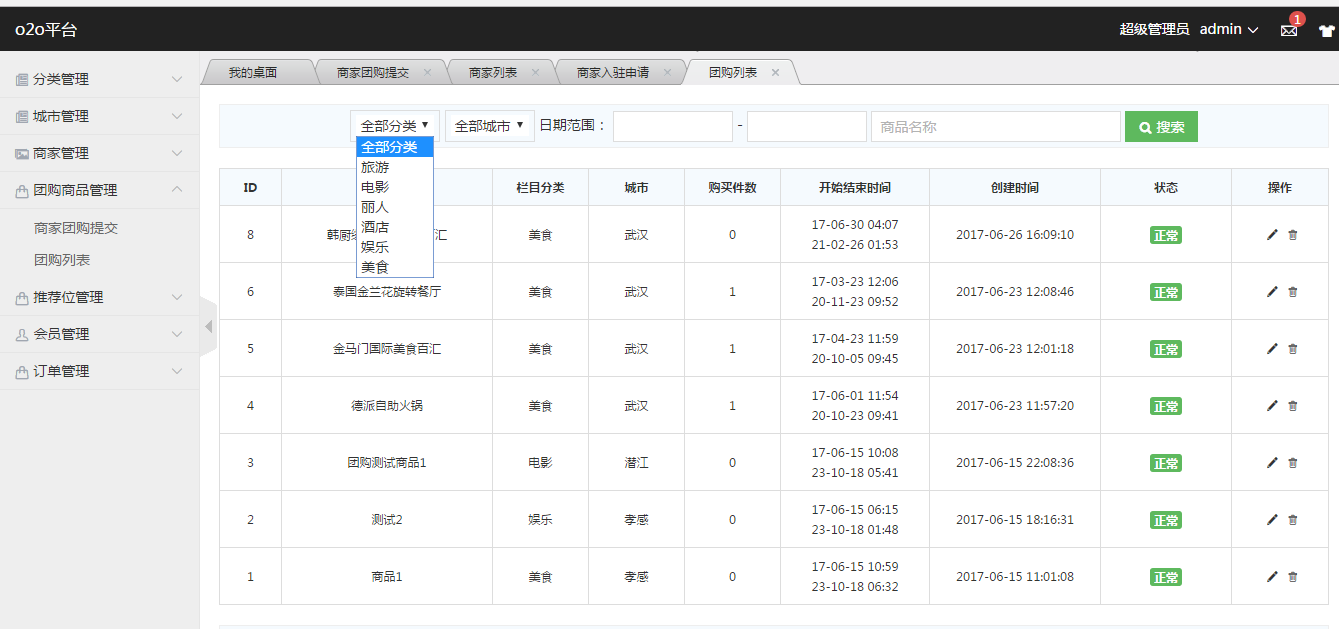 o2o平台
超级管理员 admin 1
分类管理
城市管理
商家管理
团购商品管理
商家团购提交
团购列表
推荐位管理
会员管理
订单管理
我的桌面 商家团购提交 商家列表 商家入驻申请 团购列表
全部分类 全部城市 日期范围： - 商品名称 搜索
全部分类
旅游
电影
丽人
酒店
娱乐
美食
ID 栏目分类 城市 购买件数 开始结束时间 创建时间 状态 操作
8 韩厨 汇 美食 武汉 0 17-06-30 04:07 2017-06-26 16:09:10 正常
21-02-26 01:53
6 泰国金兰花旋转餐厅 美食 武汉 1 17-03-23 12:06 2017-06-23 12:08:46 正常
20-11-23 09:52
5 金马门国际美食百汇 美食 武汉 1 17-04-23 11:59 2017-06-23 12:01:18 正常
20-10-05 09:45
4 德派自助火锅 美食 武汉 1 17-06-01 11:54 2017-06-23 11:57:20 正常
20-10-23 09:41
3 团购测试商品1 电影 潜江 0 17-06-15 10:08 2017-06-15 22:08:36 正常
23-10-18 05:41
2 测试2 娱乐 孝感 0 17-06-15 06:15 2017-06-15 18:16:31 正常
23-10-18 01:48
1 商品1 美食 孝感 0 17-06-15 10:59 2017-06-15 11:01:08 正常
23-10-18 06:32